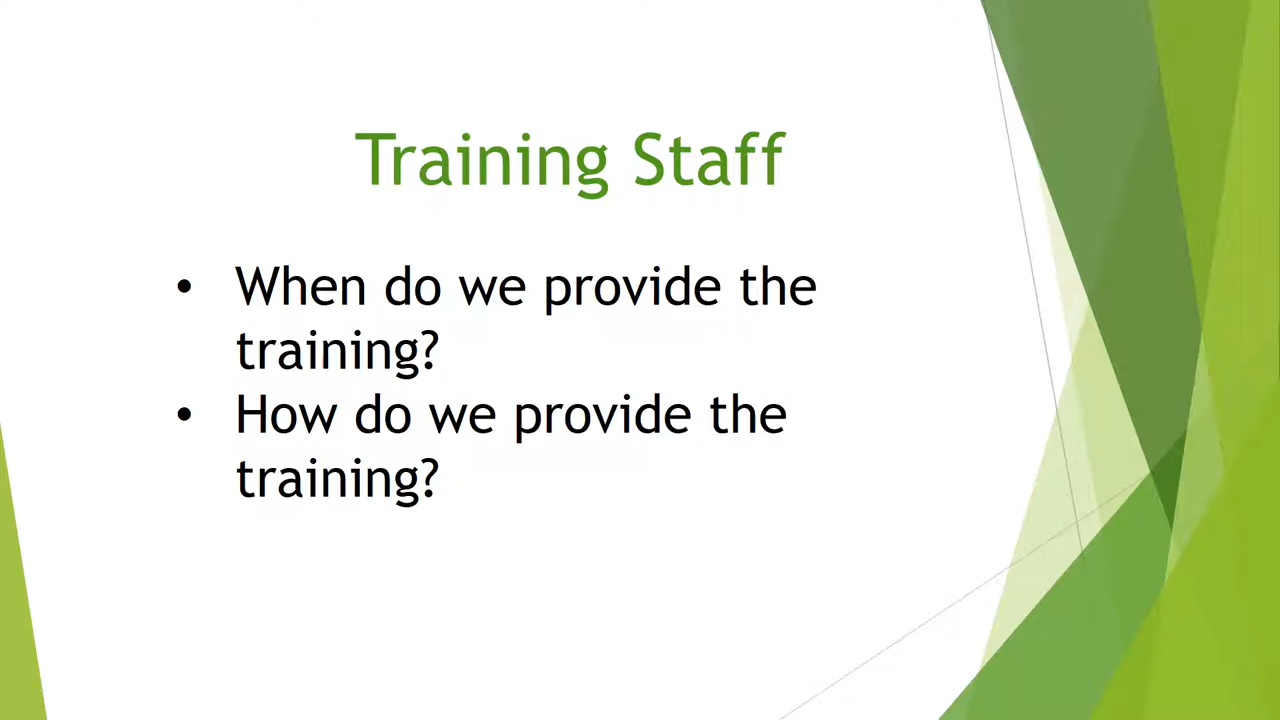 Training Staff
• When do we provide the
training?
• How do we provide the
training?